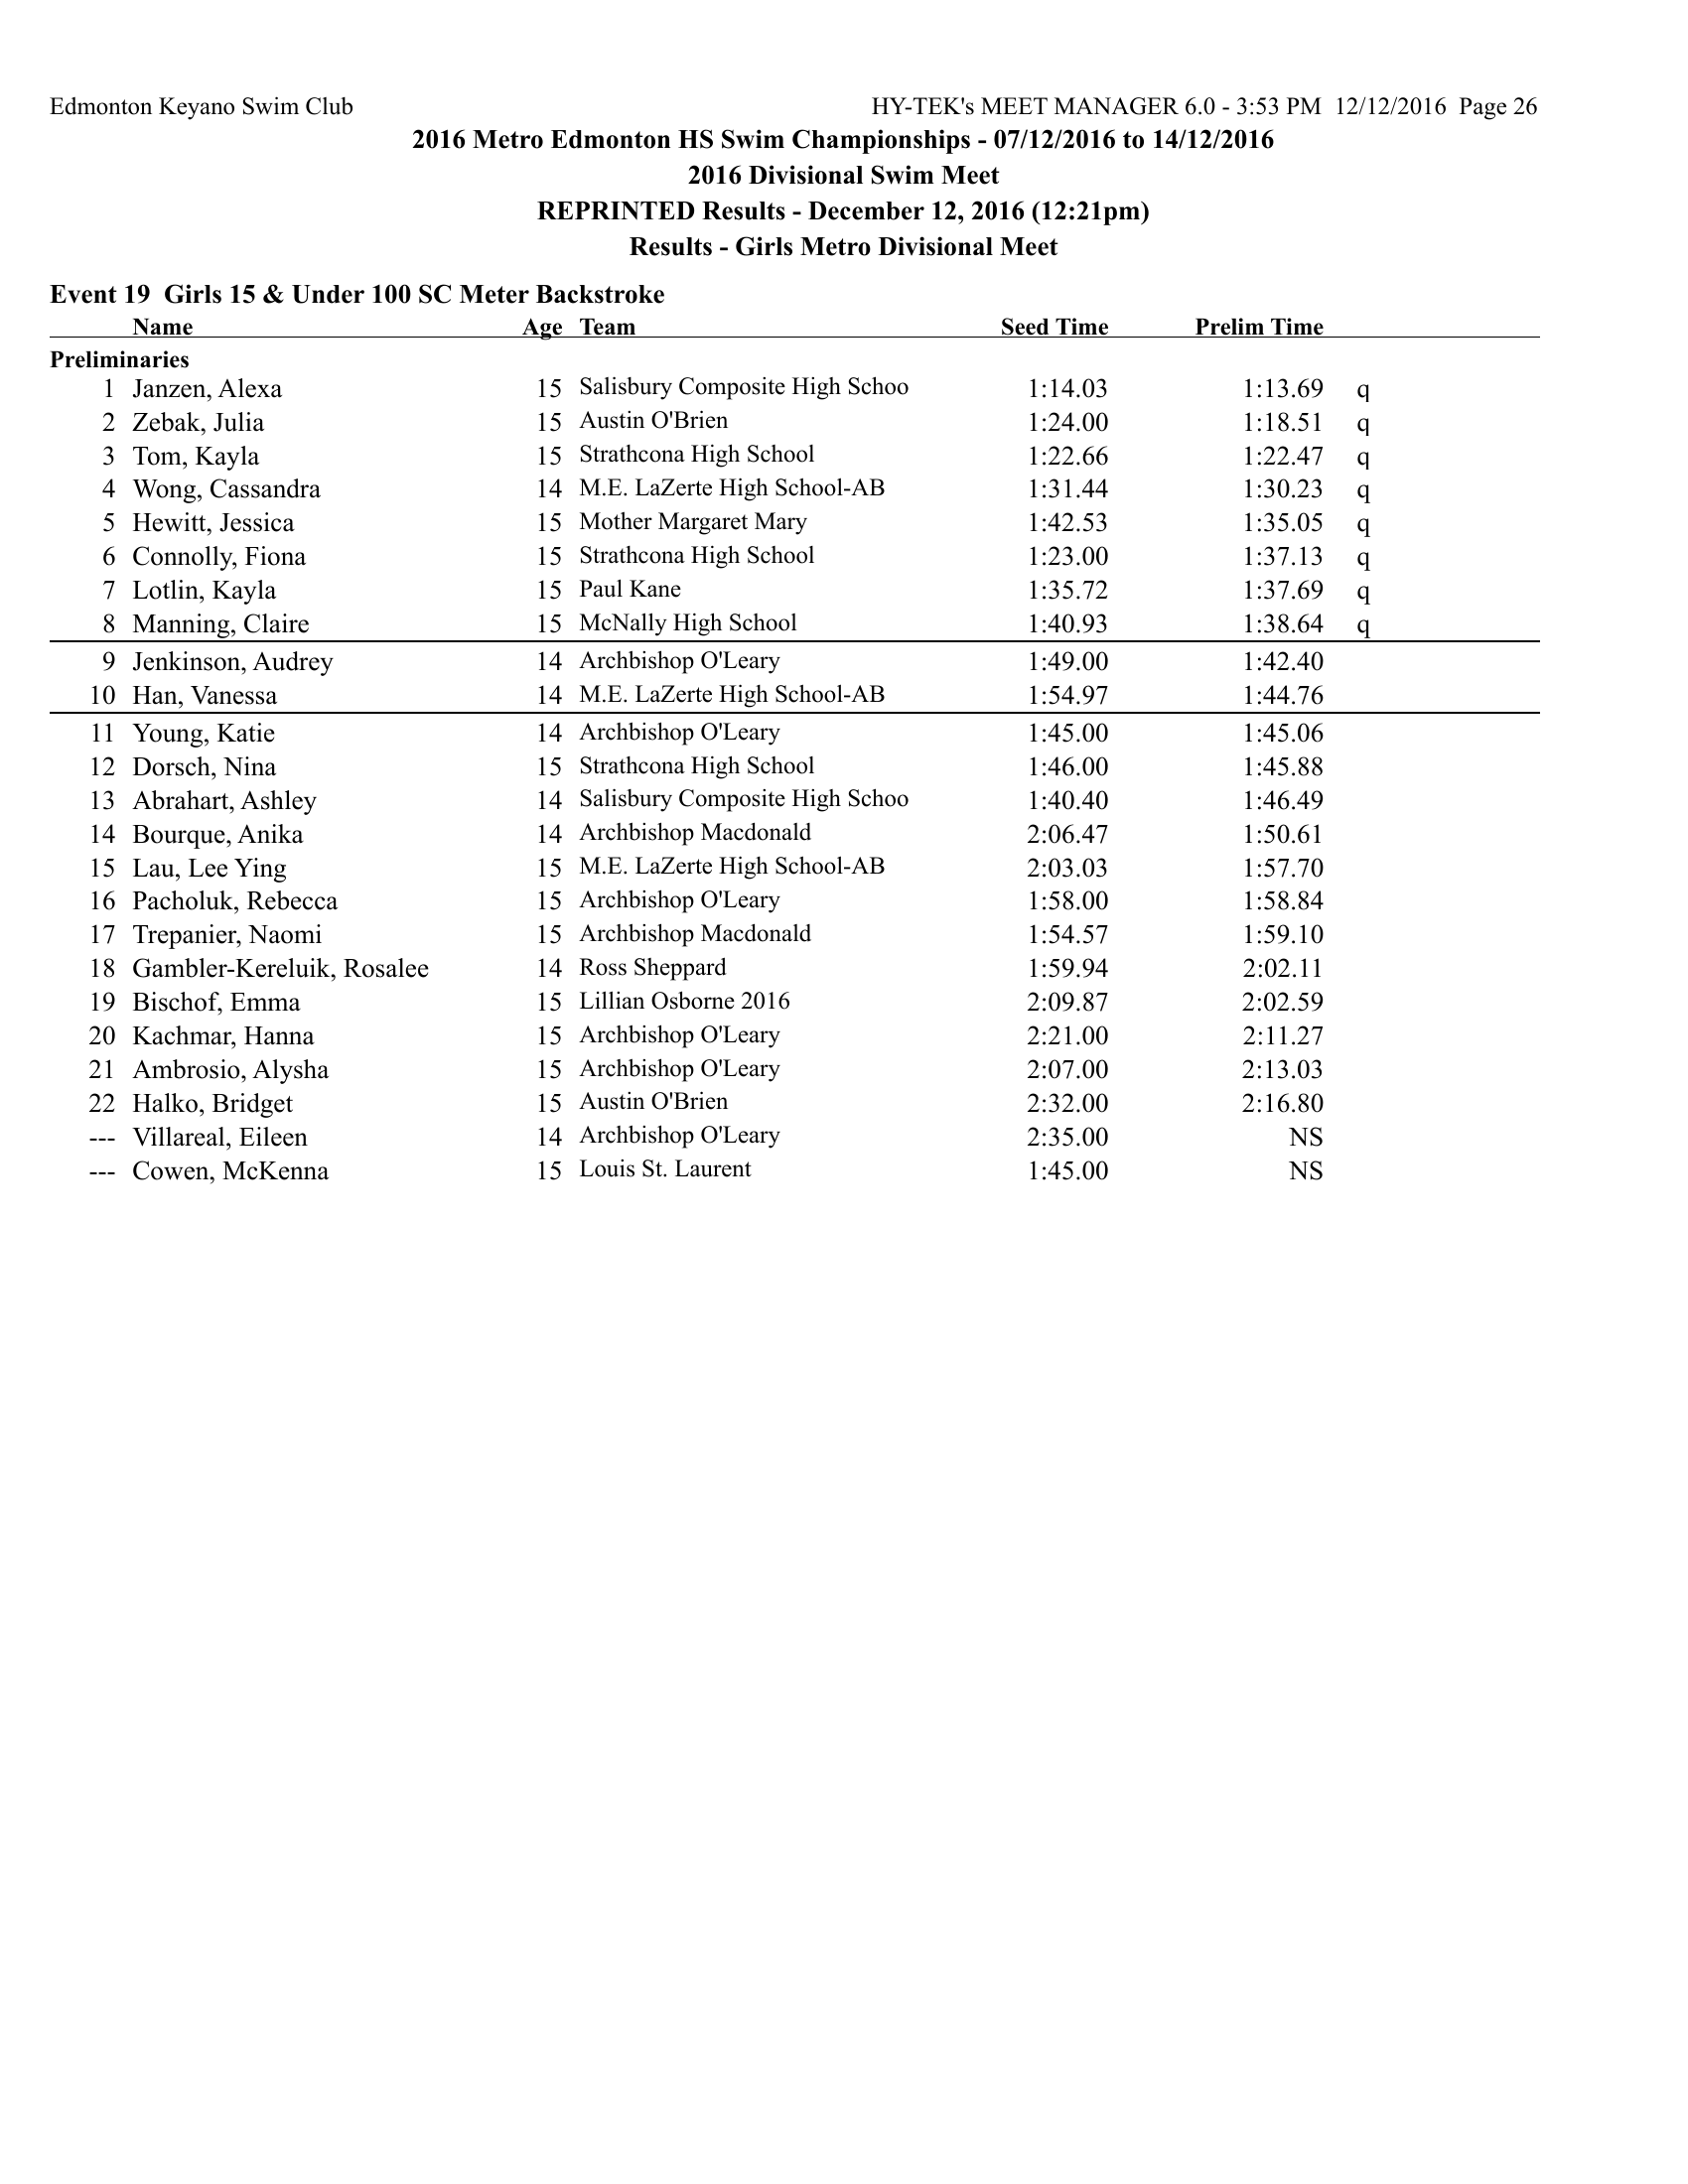 Edmonton Keyano Swim Club HY-TEK's MEET MANAGER 6.0 - 3:53 PM 12/12/2016 Page 26
2016 Metro Edmonton HS Swim Championships - 07/12/2016 to 14/12/2016
2016 Divisional Swim Meet
REPRINTED Results - December 12, 2016 (12:21pm)
Results - Girls Metro Divisional Meet
Event 19 Girls 15 & Under 100 SC Meter Backstroke
Name Age Team Seed Time Prelim Time
Preliminaries
1 Janzen, Alexa 15 Salisbury Composite High Schoo 1:14.03 1:13.69 q
2 Zebak, Julia 15 Austin O'Brien 1:24.00 1:18.51 q
3 Tom, Kayla 15 Strathcona High School 1:22.66 1:22.47 q
4 Wong, Cassandra 14 M.E. LaZerte High School-AB 1:31.44 1:30.23 q
5 Hewitt, Jessica 15 Mother Margaret Mary 1:42.53 1:35.05 q
6 Connolly, Fiona 15 Strathcona High School 1:23.00 1:37.13 q
7 Lotlin, Kayla 15 Paul Kane 1:35.72 1:37.69 q
8 Manning, Claire 15 McNally High School 1:40.93 1:38.64 q
9 Jenkinson, Audrey 14 Archbishop O'Leary 1:49.00 1:42.40
10 Han, Vanessa 14 M.E. LaZerte High School-AB 1:54.97 1:44.76
11 Young, Katie 14 Archbishop O'Leary 1:45.00 1:45.06
12 Dorsch, Nina 15 Strathcona High School 1:46.00 1:45.88
13 Abrahart, Ashley 14 Salisbury Composite High Schoo 1:40.40 1:46.49
14 Bourque, Anika 14 Archbishop Macdonald 2:06.47 1:50.61
15 Lau, Lee Ying 15 M.E. LaZerte High School-AB 2:03.03 1:57.70
16 Pacholuk, Rebecca 15 Archbishop O'Leary 1:58.00 1:58.84
17 Trepanier, Naomi 15 Archbishop Macdonald 1:54.57 1:59.10
18 Gambler-Kereluik, Rosalee 14 Ross Sheppard 1:59.94 2:02.11
19 Bischof, Emma 15 Lillian Osborne 2016 2:09.87 2:02.59
20 Kachmar, Hanna 15 Archbishop O'Leary 2:21.00 2:11.27
21 Ambrosio, Alysha 15 Archbishop O'Leary 2:07.00 2:13.03
22 Halko, Bridget 15 Austin O'Brien 2:32.00 2:16.80
--- Villareal, Eileen 14 Archbishop O'Leary 2:35.00 NS
--- Cowen, McKenna 15 Louis St. Laurent 1:45.00 NS